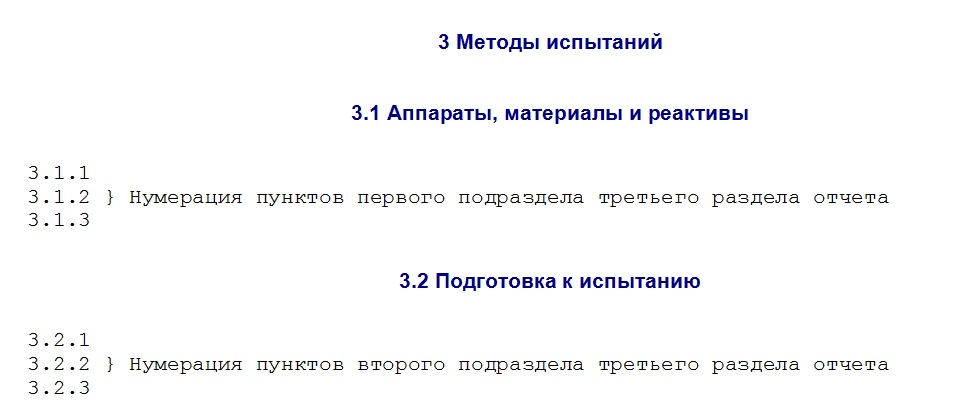 3 Методы испытаний
3.1 Аппараты, материалы и реактивы
3.1.1
3.1.2 } Нумерация пунктов первого подраздела третьего раздела отчета
3.1.3
3.2 Подготовка к испытанию
3.2.1
3.2.2 } Нумерация пунктов второго подраздела третьего раздела отчета
3.2.3